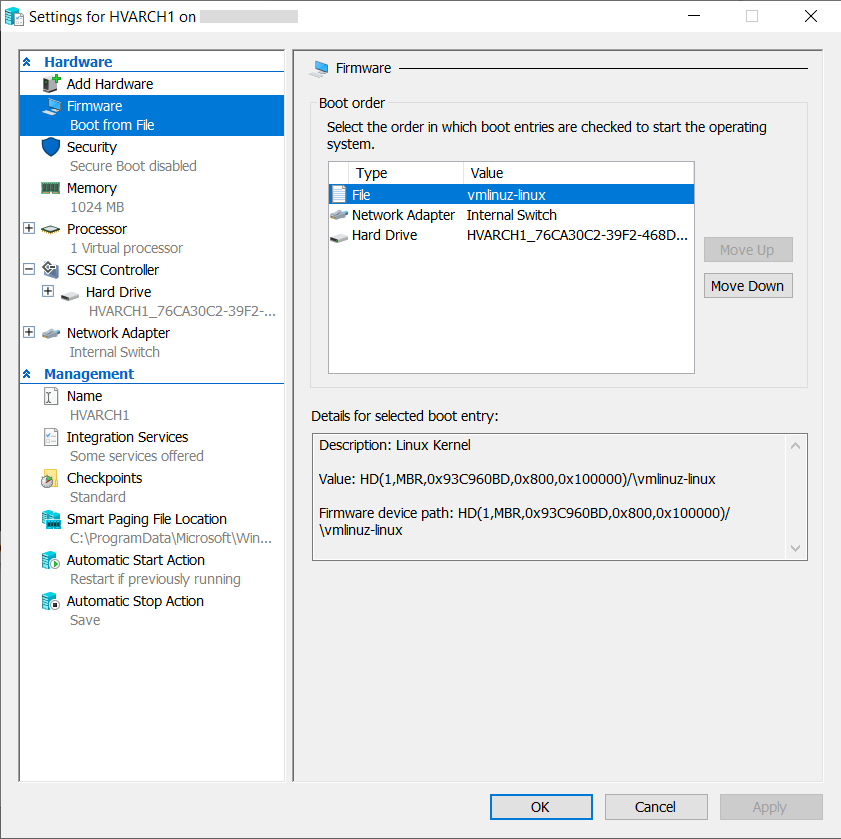 Settings for HVARCH1 on
Hardware
Add Hardware
Firmware
Boot from File
Security
Secure Boot disabled
Memory
1024 MB
Processor
1 Virtual processor
SCSI Controller
Hard Drive
HVARCH1_76CA30C2-39F2-...
Network Adapter
Internal Switch
Management
Name
HVARCH1
Integration Services
Some services offered
Checkpoints
Standard
Smart Paging File Location
C:\ProgramData\Microsoft\Win...
Automatic Start Action
Restart if previously running
Automatic Stop Action
Save
Firmware
Boot order
Select the order in which boot entries are checked to start the operating
system.
Type Value
File vmlinuz-linux
Network Adapter Internal Switch
Hard Drive HVARCH1_76CA30C2-39F2-468D...
Move Up
Move Down
Details for selected boot entry:
Description: Linux Kernel
Value: HD(1,MBR,0x93C960BD,0x800,0x100000)/\vmlinuz-linux
Firmware device path: HD(1,MBR,0x93C960BD,0x800,0x100000)/
\vmlinuz-linux
OK Cancel Apply